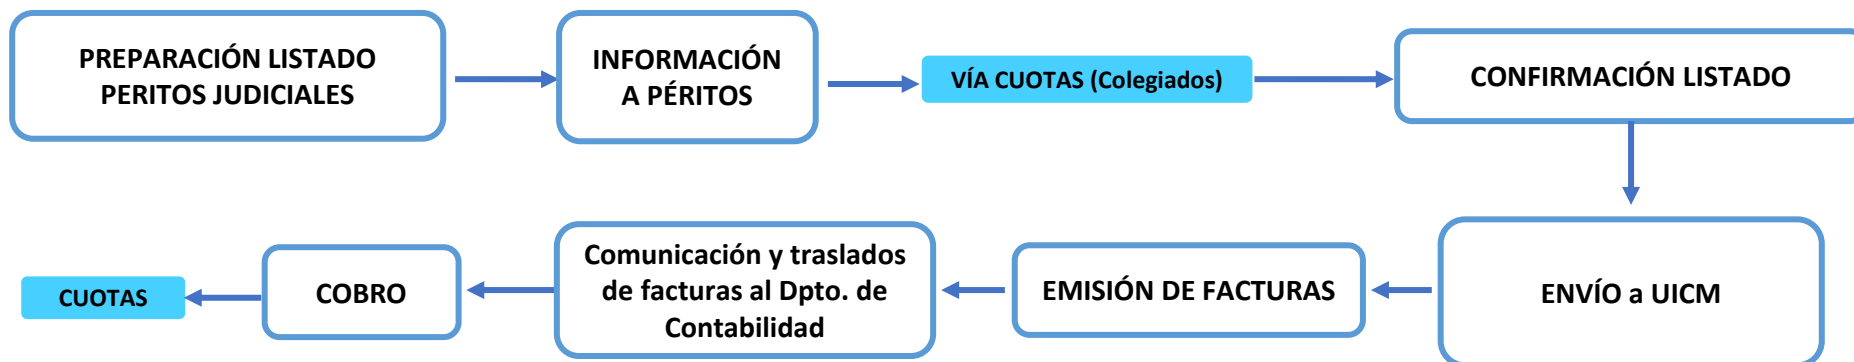 PREPARACIÓN LISTADO
PERITOS JUDICIALES
INFORMACIÓN
A PÉRITOS
VÍA CUOTAS (Colegiados)
CONFIRMACIÓN LISTADO
ENVÍO a UICM
EMISIÓN DE FACTURAS
Comunicación y traslados
de facturas al Dpto. de
Contabilidad
COBRO
CUOTAS